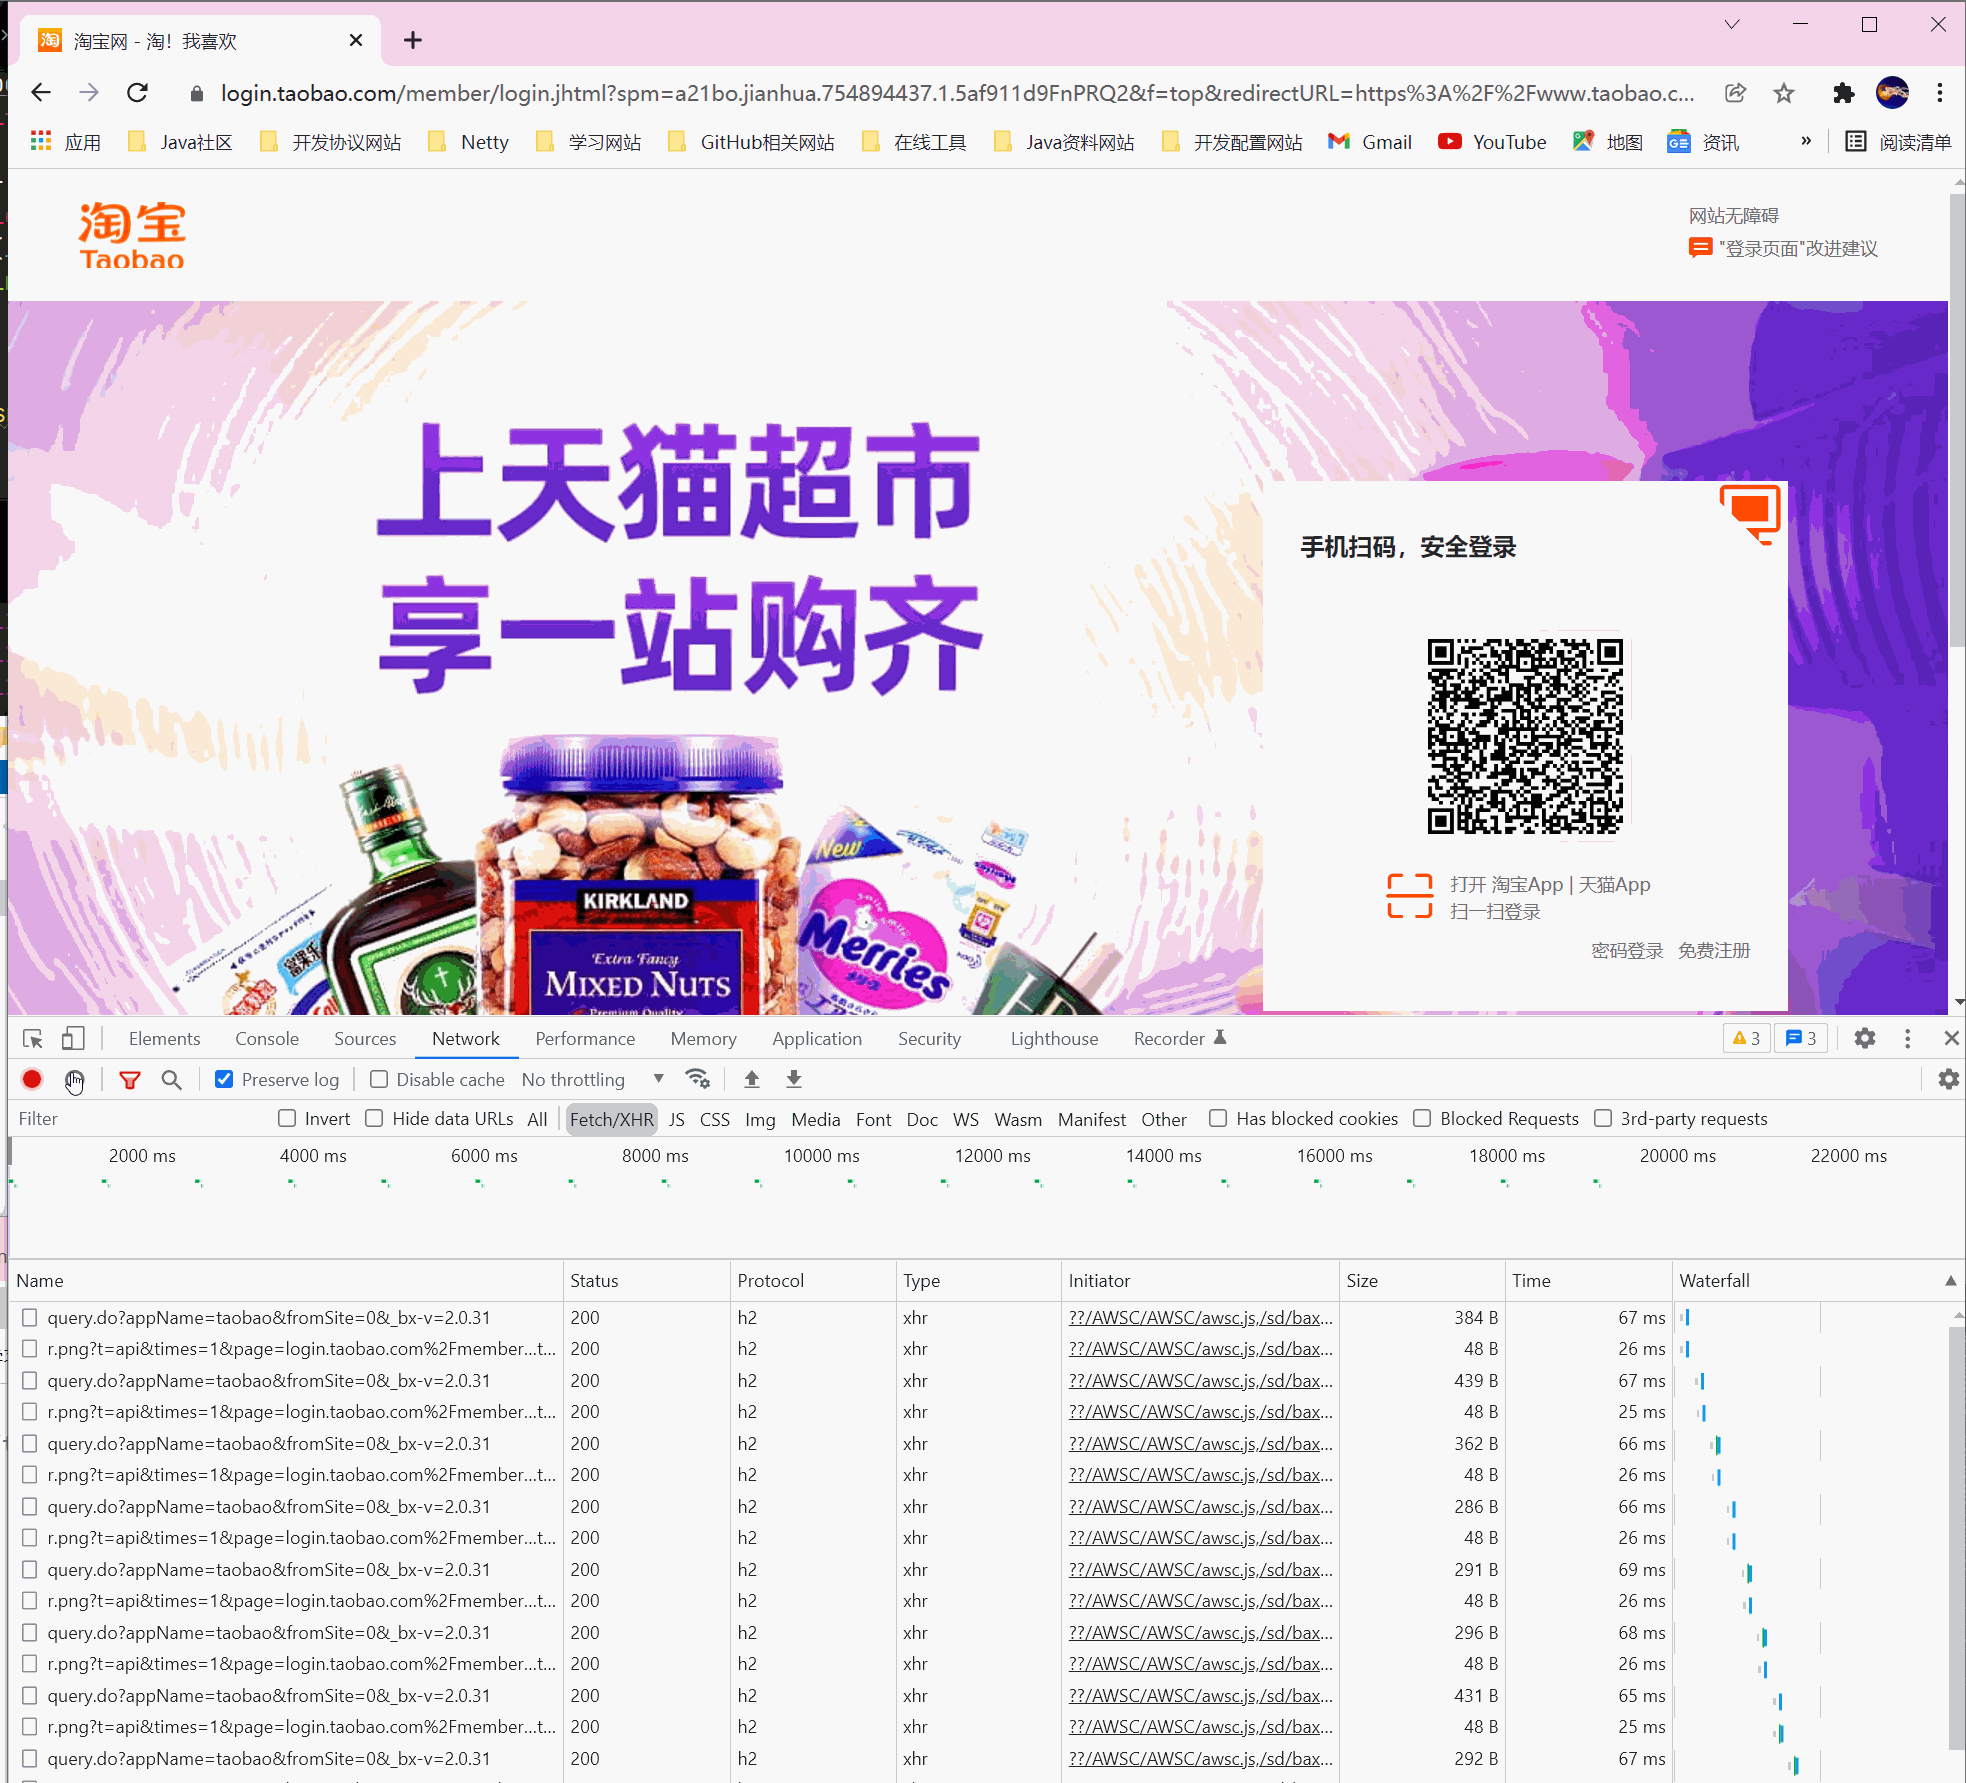 淘宝网 - 淘！我喜欢
login.taobao.com/member/login.jhtml?spm=a21bo.jianhua.754894437.1.5af911d9FnPRQ2&f=top&redirectURL=https%3A%2F%2Fwww.taobao.c...
应用 Java社区 开发协议网站 Netty 学习网站 GitHub相关网站 在线工具 Java资料网站 开发配置网站 Gmail YouTube 地图 资讯 » 阅读清单
淘宝
Taobao
网站无障碍
"登录页面"改进建议
上天猫超市
享一站购齐
手机扫码，安全登录
打开 淘宝App | 天猫App
扫一扫登录
密码登录 免费注册
New
KIRKLAND
Extra Fancy
MIXED NUTS
Premium Quality
Merries
Elements Console Sources Network Performance Memory Application Security Lighthouse Recorder 3 3
Preserve log Disable cache No throttling
Filter Invert Hide data URLs All Fetch/XHR JS CSS Img Media Font Doc WS Wasm Manifest Other Has blocked cookies Blocked Requests 3rd-party requests
2000 ms 4000 ms 6000 ms 8000 ms 10000 ms 12000 ms 14000 ms 16000 ms 18000 ms 20000 ms 22000 ms
Name Status Protocol Type Initiator Size Time Waterfall
query.do?appName=taobao&fromSite=0&_bx-v=2.0.31 200 h2 xhr ??/AWSC/AWSC/awsc.js,/sd/bax... 384 B 67 ms
r.png?t=api&times=1&page=login.taobao.com%2Fmember...t... 200 h2 xhr ??/AWSC/AWSC/awsc.js,/sd/bax... 48 B 26 ms
query.do?appName=taobao&fromSite=0&_bx-v=2.0.31 200 h2 xhr ??/AWSC/AWSC/awsc.js,/sd/bax... 439 B 67 ms
r.png?t=api&times=1&page=login.taobao.com%2Fmember...t... 200 h2 xhr ??/AWSC/AWSC/awsc.js,/sd/bax... 48 B 25 ms
query.do?appName=taobao&fromSite=0&_bx-v=2.0.31 200 h2 xhr ??/AWSC/AWSC/awsc.js,/sd/bax... 362 B 66 ms
r.png?t=api&times=1&page=login.taobao.com%2Fmember...t... 200 h2 xhr ??/AWSC/AWSC/awsc.js,/sd/bax... 48 B 26 ms
query.do?appName=taobao&fromSite=0&_bx-v=2.0.31 200 h2 xhr ??/AWSC/AWSC/awsc.js,/sd/bax... 286 B 66 ms
r.png?t=api&times=1&page=login.taobao.com%2Fmember...t... 200 h2 xhr ??/AWSC/AWSC/awsc.js,/sd/bax... 48 B 26 ms
query.do?appName=taobao&fromSite=0&_bx-v=2.0.31 200 h2 xhr ??/AWSC/AWSC/awsc.js,/sd/bax... 291 B 69 ms
r.png?t=api&times=1&page=login.taobao.com%2Fmember...t... 200 h2 xhr ??/AWSC/AWSC/awsc.js,/sd/bax... 48 B 26 ms
query.do?appName=taobao&fromSite=0&_bx-v=2.0.31 200 h2 xhr ??/AWSC/AWSC/awsc.js,/sd/bax... 296 B 68 ms
r.png?t=api&times=1&page=login.taobao.com%2Fmember...t... 200 h2 xhr ??/AWSC/AWSC/awsc.js,/sd/bax... 48 B 26 ms
query.do?appName=taobao&fromSite=0&_bx-v=2.0.31 200 h2 xhr ??/AWSC/AWSC/awsc.js,/sd/bax... 431 B 65 ms
r.png?t=api&times=1&page=login.taobao.com%2Fmember...t... 200 h2 xhr ??/AWSC/AWSC/awsc.js,/sd/bax... 48 B 25 ms
query.do?appName=taobao&fromSite=0&_bx-v=2.0.31 200 h2 xhr ??/AWSC/AWSC/awsc.js,/sd/bax... 292 B 67 ms